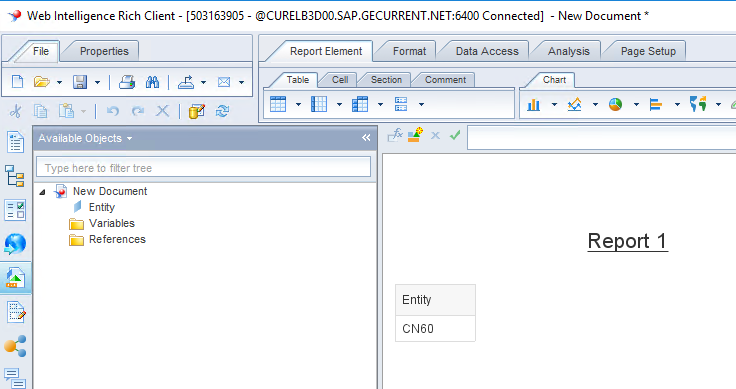 Web Intelligence Rich Client - [503163905 - @CURELB3D00.SAP.GECURRENT.NET:6400 Connected] - New Document *
File Properties
Report Element Format Data Access Analysis Page Setup
Table Cell Section Comment
Chart
Available Objects
Type here to filter tree
New Document
Entity
Variables
References
Report 1
Entity
CN60